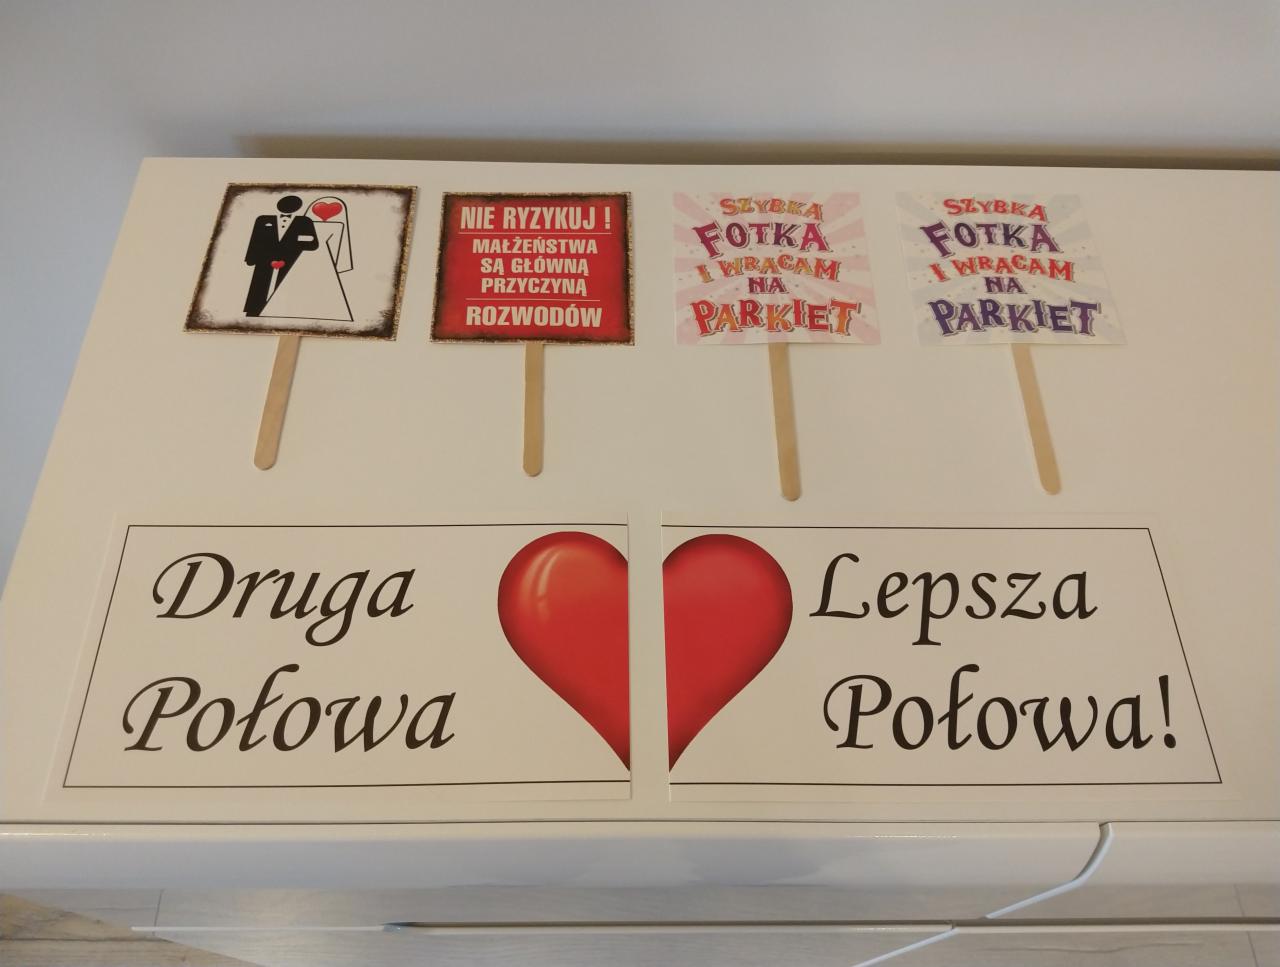 NIE RYZYKUJ !
MAŁŻEŃSTWA
SĄ GŁÓWNĄ
PRZYCZYNĄ
ROZWODÓW
SZYBKA
FOTKA
I WRACAM
NA
PARKIET
SZYBKA
FOTKA
I WRACAM
NA
PARKIET
Druga
Połowa
Lepsza
Połowa!